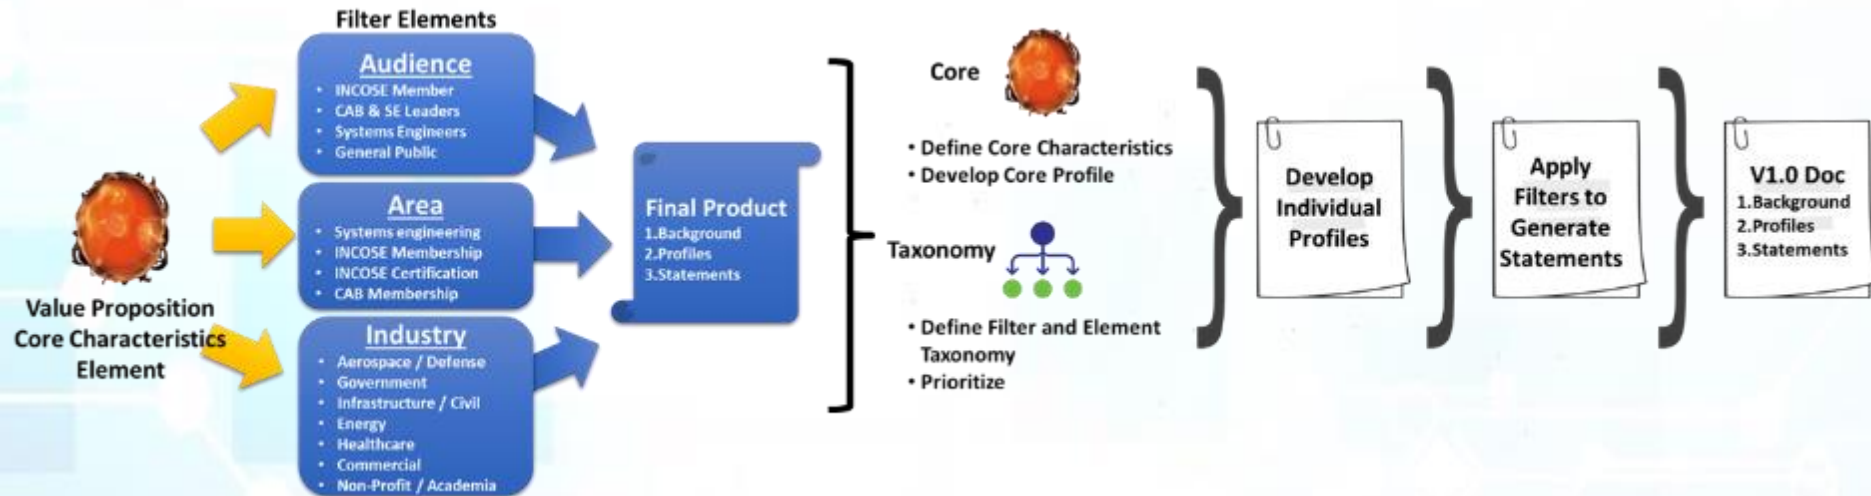 Filter Elements
Audience
• INCOSE Member
• CAB & SE Leaders
• Systems Engineers
• General Public
Area
• Systems engineering
• INCOSE Membership
• INCOSE Certification
• CAB Membership
Industry
• Aerospace / Defense
• Government
• Infrastructure / Civil
• Energy
• Healthcare
• Commercial
• Non-Profit / Academia
Value Proposition
Core Characteristics
Element
Final Product
1.Background
2.Profiles
3.Statements
Core
• Define Core Characteristics
• Develop Core Profile
Taxonomy
• Define Filter and Element
Taxonomy
• Prioritize
Develop
Individual
Profiles
Apply
Filters to
Generate
Statements
V1.0 Doc
1.Background
2.Profiles
3.Statements